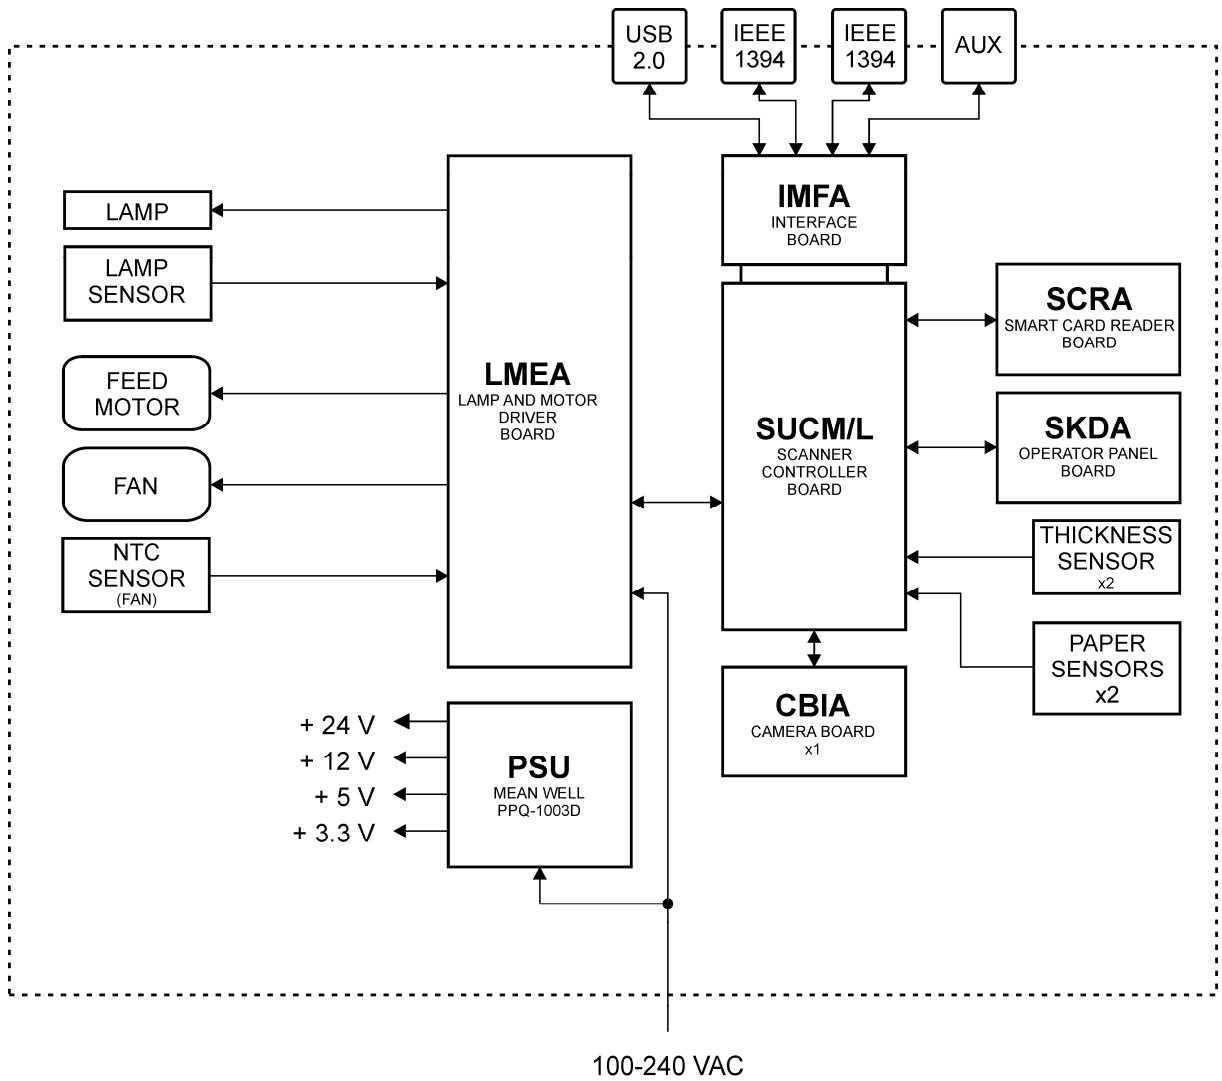 USB
2.0
IEEE
1394
IEEE
1394
AUX
IMFA
INTERFACE
BOARD
LAMP
LAMP
SENSOR
FEED
MOTOR
FAN
NTC
SENSOR
(FAN)
LMEA
LAMP AND MOTOR
DRIVER
BOARD
SUCM/L
SCANNER
CONTROLLER
BOARD
SCRA
SMART CARD READER
BOARD
SKDA
OPERATOR PANEL
BOARD
THICKNESS
SENSOR
x2
PAPER
SENSORS
x2
CBIA
CAMERA BOARD
x1
+ 24 V
+ 12 V
+ 5 V
+ 3.3 V
PSU
MEAN WELL
PPQ-1003D
100-240 VAC